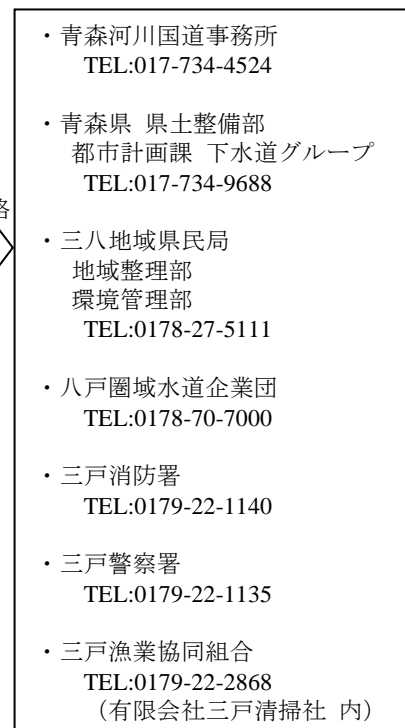 ・青森河川国道事務所
TEL:017-734-4524
・青森県 県土整備部
都市計画課 下水道グループ
TEL:017-734-9688
・三八地域県民局
地域整理部
環境管理部
TEL:0178-27-5111
・八戸圏域水道企業団
TEL:0178-70-7000
・三戸消防署
TEL:0179-22-1140
・三戸警察署
TEL:0179-22-1135
・三戸漁業協同組合
TEL:0179-22-2868
（有限会社三戸清掃社 内）